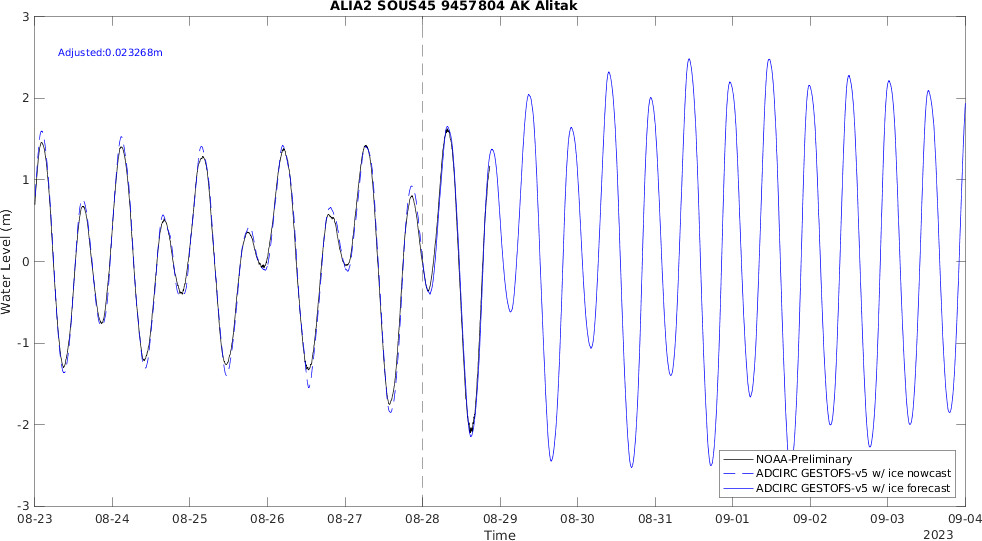 ALIA2 SOUS45 9457804 AK Alitak
Adjusted:0.023268m
3
2
1
0
-1
-2
-3
Water Level (m)
NOAA-Preliminary
ADCIRC GESTOFS-v5 w/ ice nowcast
ADCIRC GESTOFS-v5 w/ ice forecast
08-23 08-24 08-25 08-26 08-27 08-28 08-29 08-30 08-31 09-01 09-02 09-03 09-04
Time
2023